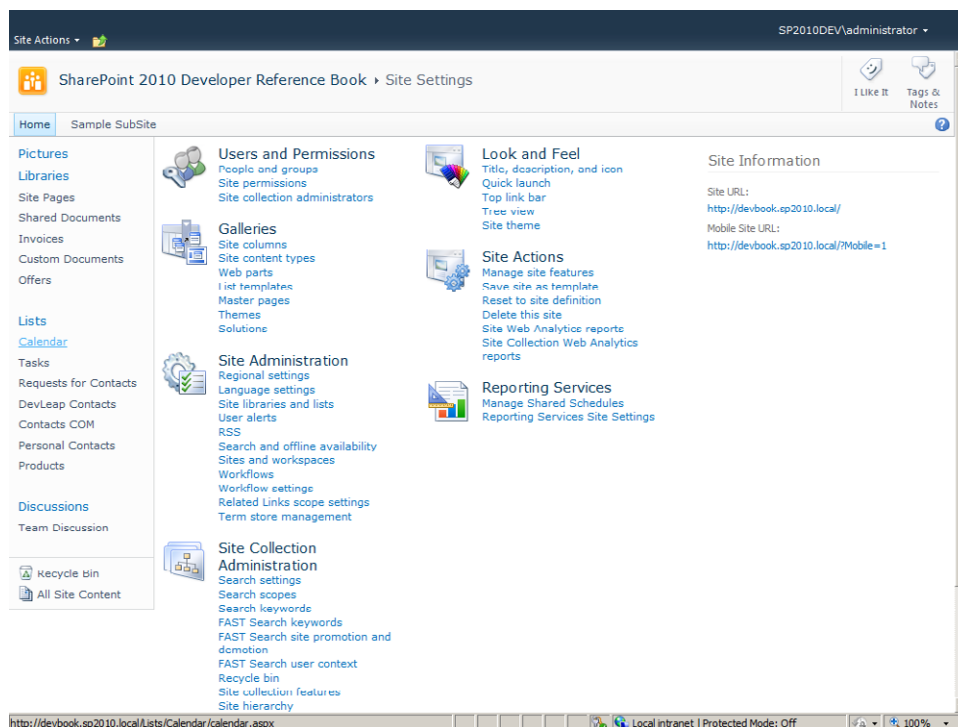 SP2010DEV\administrator
Site Actions
SharePoint 2010 Developer Reference Book ▸ Site Settings
I Like It
Tags &
Notes
Home Sample SubSite
Pictures
Libraries
Site Pages
Shared Documents
Invoices
Custom Documents
Offers
Lists
Calendar
Tasks
Requests for Contacts
DevLeap Contacts
Contacts COM
Personal Contacts
Products
Discussions
Team Discussion
Recycle Bin
All Site Content
Users and Permissions
People and groups
Site permissions
Site collection administrators
Galleries
Site columns
Site content types
Web parts
List templates
Master pages
Themes
Solutions
Site Administration
Regional settings
Language settings
Site libraries and lists
User alerts
RSS
Search and offline availability
Sites and workspaces
Workflows
Workflow settings
Related Links scope settings
Term store management
Site Collection
Administration
Search settings
Search scopes
Search keywords
FAST Search keywords
FAST Search site promotion and
demotion
FAST Search user context
Recycle bin
Site collection features
Site hierarchy
Look and Feel
Title, description, and icon
Quick launch
Top link bar
Tree view
Site theme
Site Actions
Manage site features
Save site as template
Reset to site definition
Delete this site
Site Web Analytics reports
Site Collection Web Analytics
reports
Reporting Services
Manage Shared Schedules
Reporting Services Site Settings
Site Information
Site URL:
http://devbook.sp2010.local/
Mobile Site URL:
http://devbook.sp2010.local/?Mobile=1
http://devbook.sp2010.local/Lists/Calendar/calendar.aspx
Local intranet | Protected Mode: Off
100%